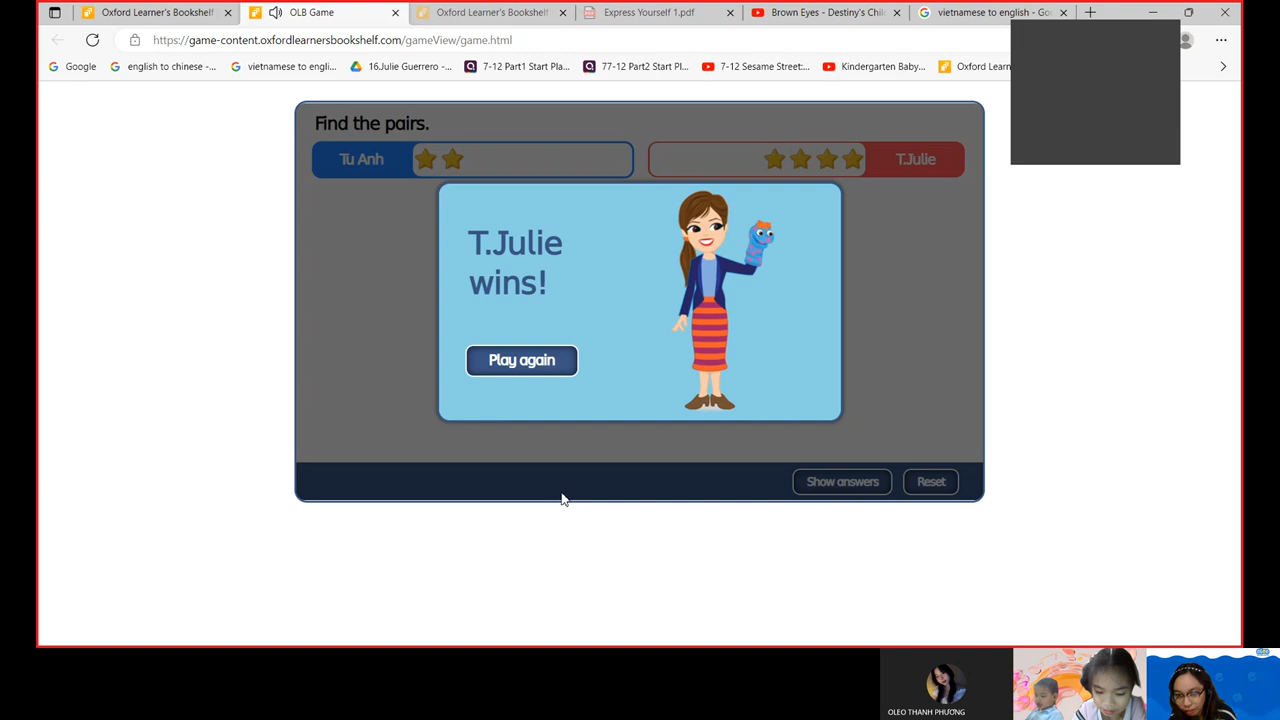 Oxford Learner's Bookshelf
OLB Game
Oxford Learner's Bookshelf
Express Yourself 1.pdf
Brown Eyes - Destiny's Chil
vietnamese to english - Goo
https://game-content.oxfordlearnersbookshelf.com/gameView/game.html
Google
english to chinese -...
vietnamese to engli...
16.Julie Guerrero -...
7-12 Part1 Start Pla...
77-12 Part2 Start Pl...
7-12 Sesame Street:...
Kindergarten Baby...
Oxford Learn
Find the pairs.
Tu Anh
T.Julie
T.Julie
wins!
Play again
Show answers
Reset
OLEO THANH PHƯƠNG